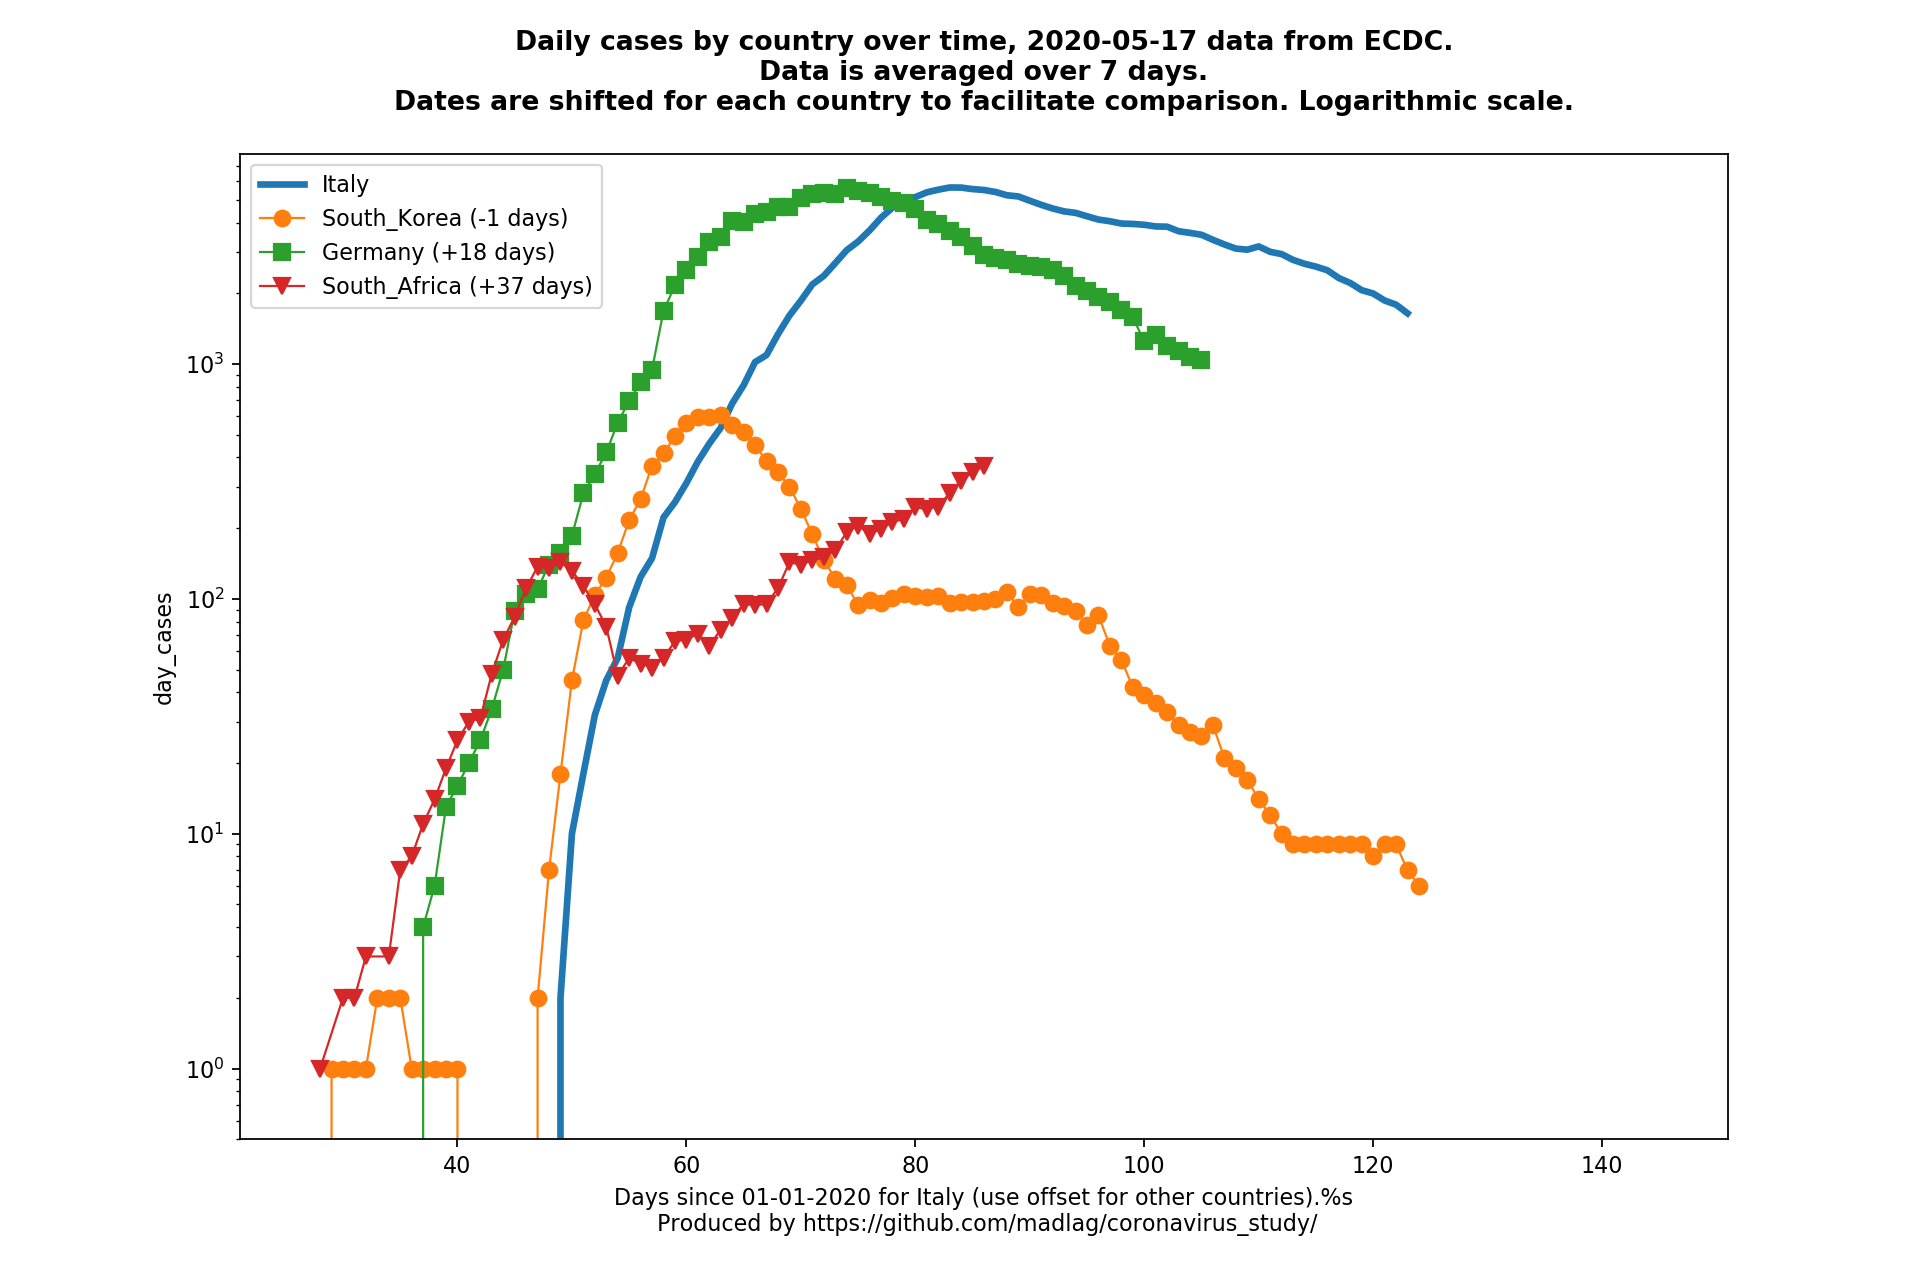 Daily cases by country over time, 2020-05-17 data from ECDC.
Data is averaged over 7 days.
Dates are shifted for each country to facilitate comparison. Logarithmic scale.
Italy
South_Korea (-1 days)
Germany (+18 days)
South_Africa (+37 days)
10³
10²
10¹
10⁰
day_cases
40 60 80 100 120 140
Days since 01-01-2020 for Italy (use offset for other countries).%s
Produced by https://github.com/madlag/coronavirus_study/